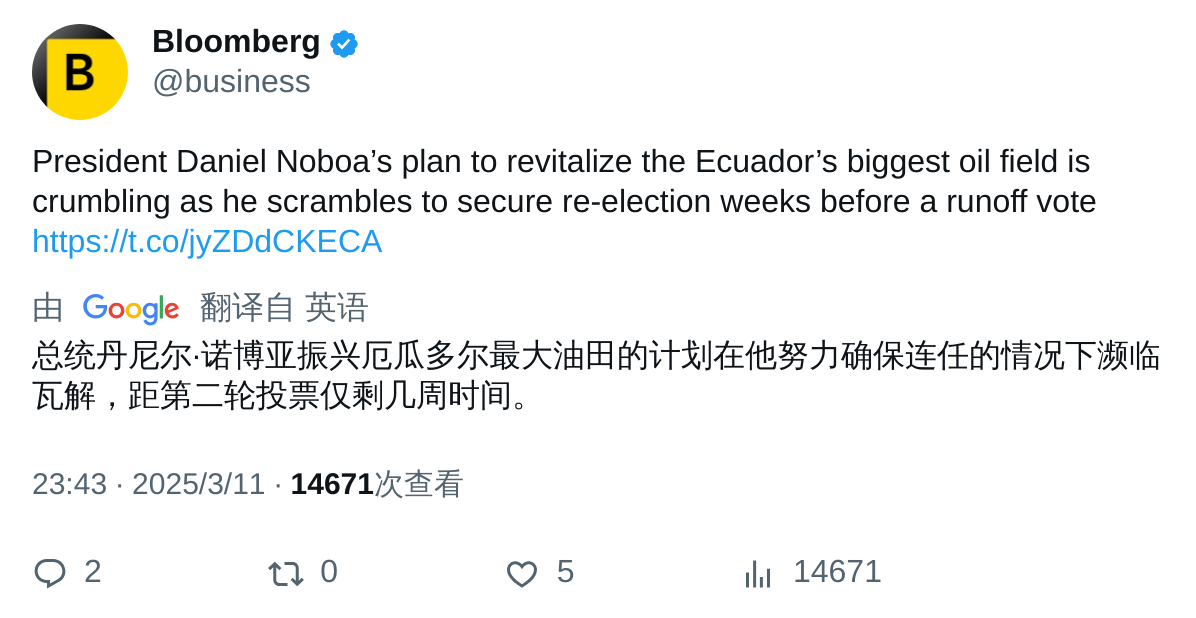 B
Bloomberg
@business
President Daniel Noboa’s plan to revitalize the Ecuador’s biggest oil field is
crumbling as he scrambles to secure re-election weeks before a runoff vote
https://t.co/jyZDdCKECA
由 Google 翻译自 英语
总统丹尼尔·诺博亚振兴厄瓜多尔最大油田的计划在他努力确保连任的情况下濒临
瓦解，距第二轮投票仅剩几周时间。
23:43 · 2025/3/11 · 14671次查看
2 0 5 14671